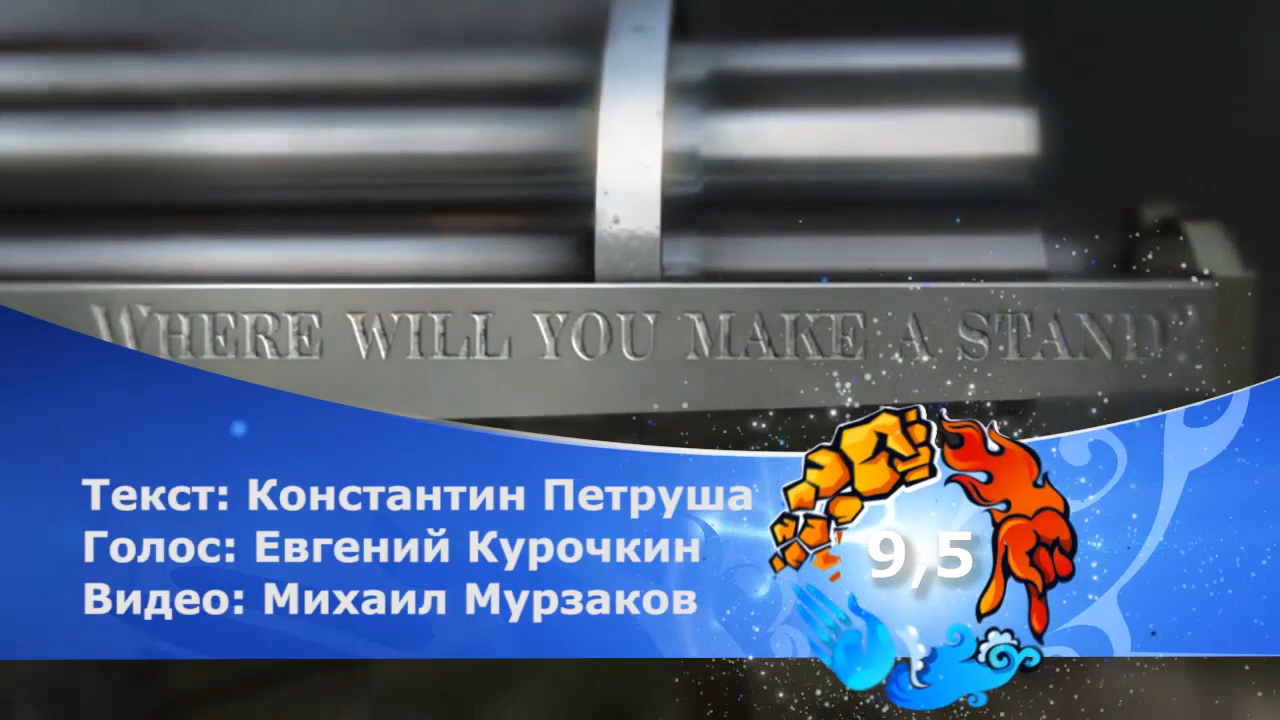 WHERE WILL YOU MAKE A STAND
Текст: Константин Петруша
Голос: Евгений Курочкин
Видео: Михаил Мурзаков
9,5